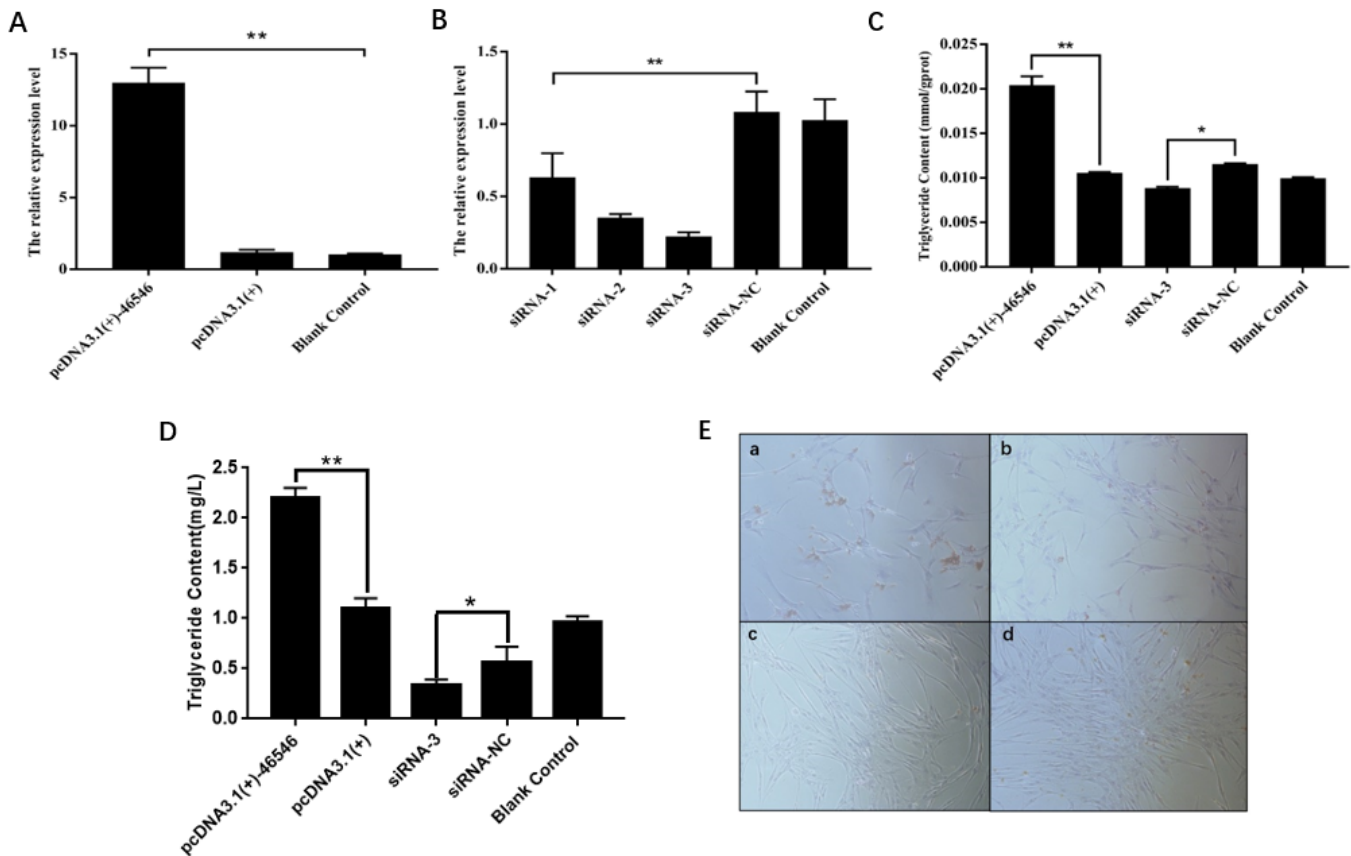 A
The relative expression level
15
10
5
0
**
pcDNA3.1(+)-46546
pcDNA3.1(+)
Blank Control
B
The relative expression level
1.5
1.0
0.5
0.0
**
siRNA-1
siRNA-2
siRNA-3
siRNA-NC
Blank Control
C
Triglyceride Content (mmol/gprot)
0.025
0.020
0.015
0.010
0.005
0.000
**
*
pcDNA3.1(+)-46546
pcDNA3.1(+)
siRNA-3
siRNA-NC
Blank Control
D
Triglyceride Content(mg/L)
2.5
2.0
1.5
1.0
0.5
0.0
**
*
pcDNA3.1(+)-46546
pcDNA3.1(+)
siRNA-3
siRNA-NC
Blank Control
E
a
b
c
d